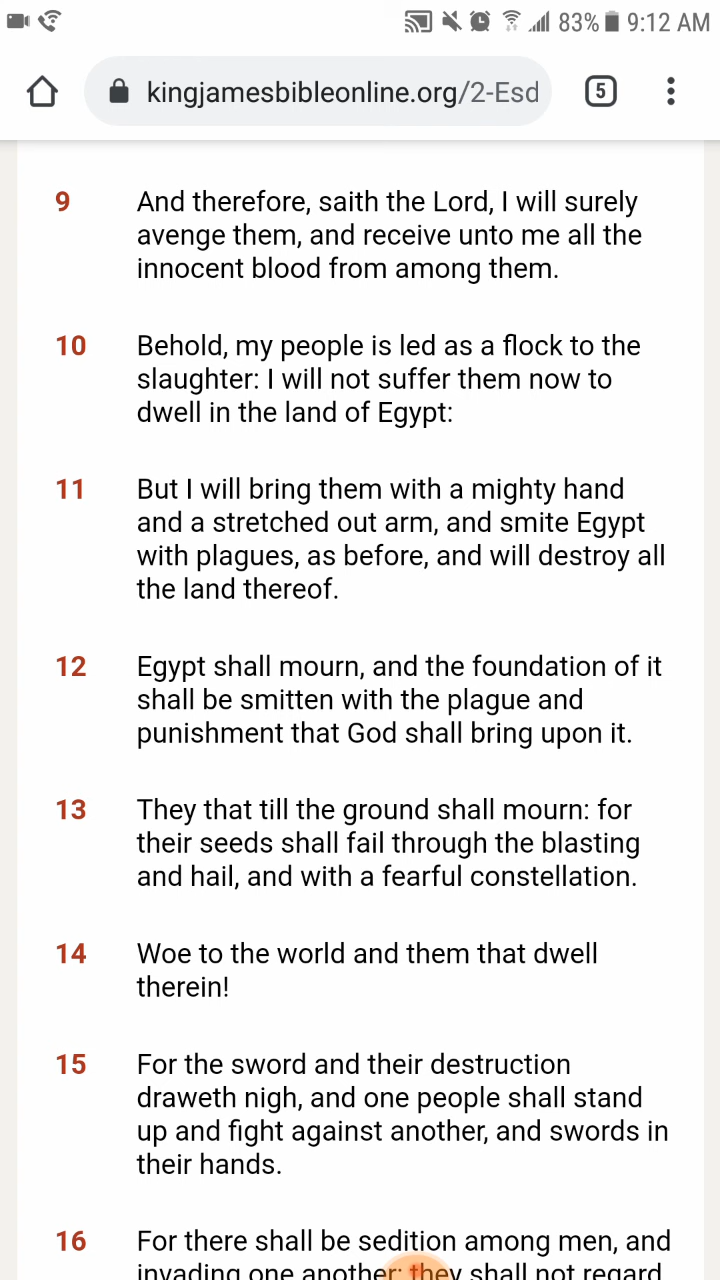 83% 9:12 AM
kingjamesbibleonline.org/2-Esd 5
9 And therefore, saith the Lord, I will surely
avenge them, and receive unto me all the
innocent blood from among them.
10 Behold, my people is led as a flock to the
slaughter: I will not suffer them now to
dwell in the land of Egypt:
11 But I will bring them with a mighty hand
and a stretched out arm, and smite Egypt
with plagues, as before, and will destroy all
the land thereof.
12 Egypt shall mourn, and the foundation of it
shall be smitten with the plague and
punishment that God shall bring upon it.
13 They that till the ground shall mourn: for
their seeds shall fail through the blasting
and hail, and with a fearful constellation.
14 Woe to the world and them that dwell
therein!
15 For the sword and their destruction
draweth nigh, and one people shall stand
up and fight against another, and swords in
their hands.
16 For there shall be sedition among men, and
invading one another; they shall not regard